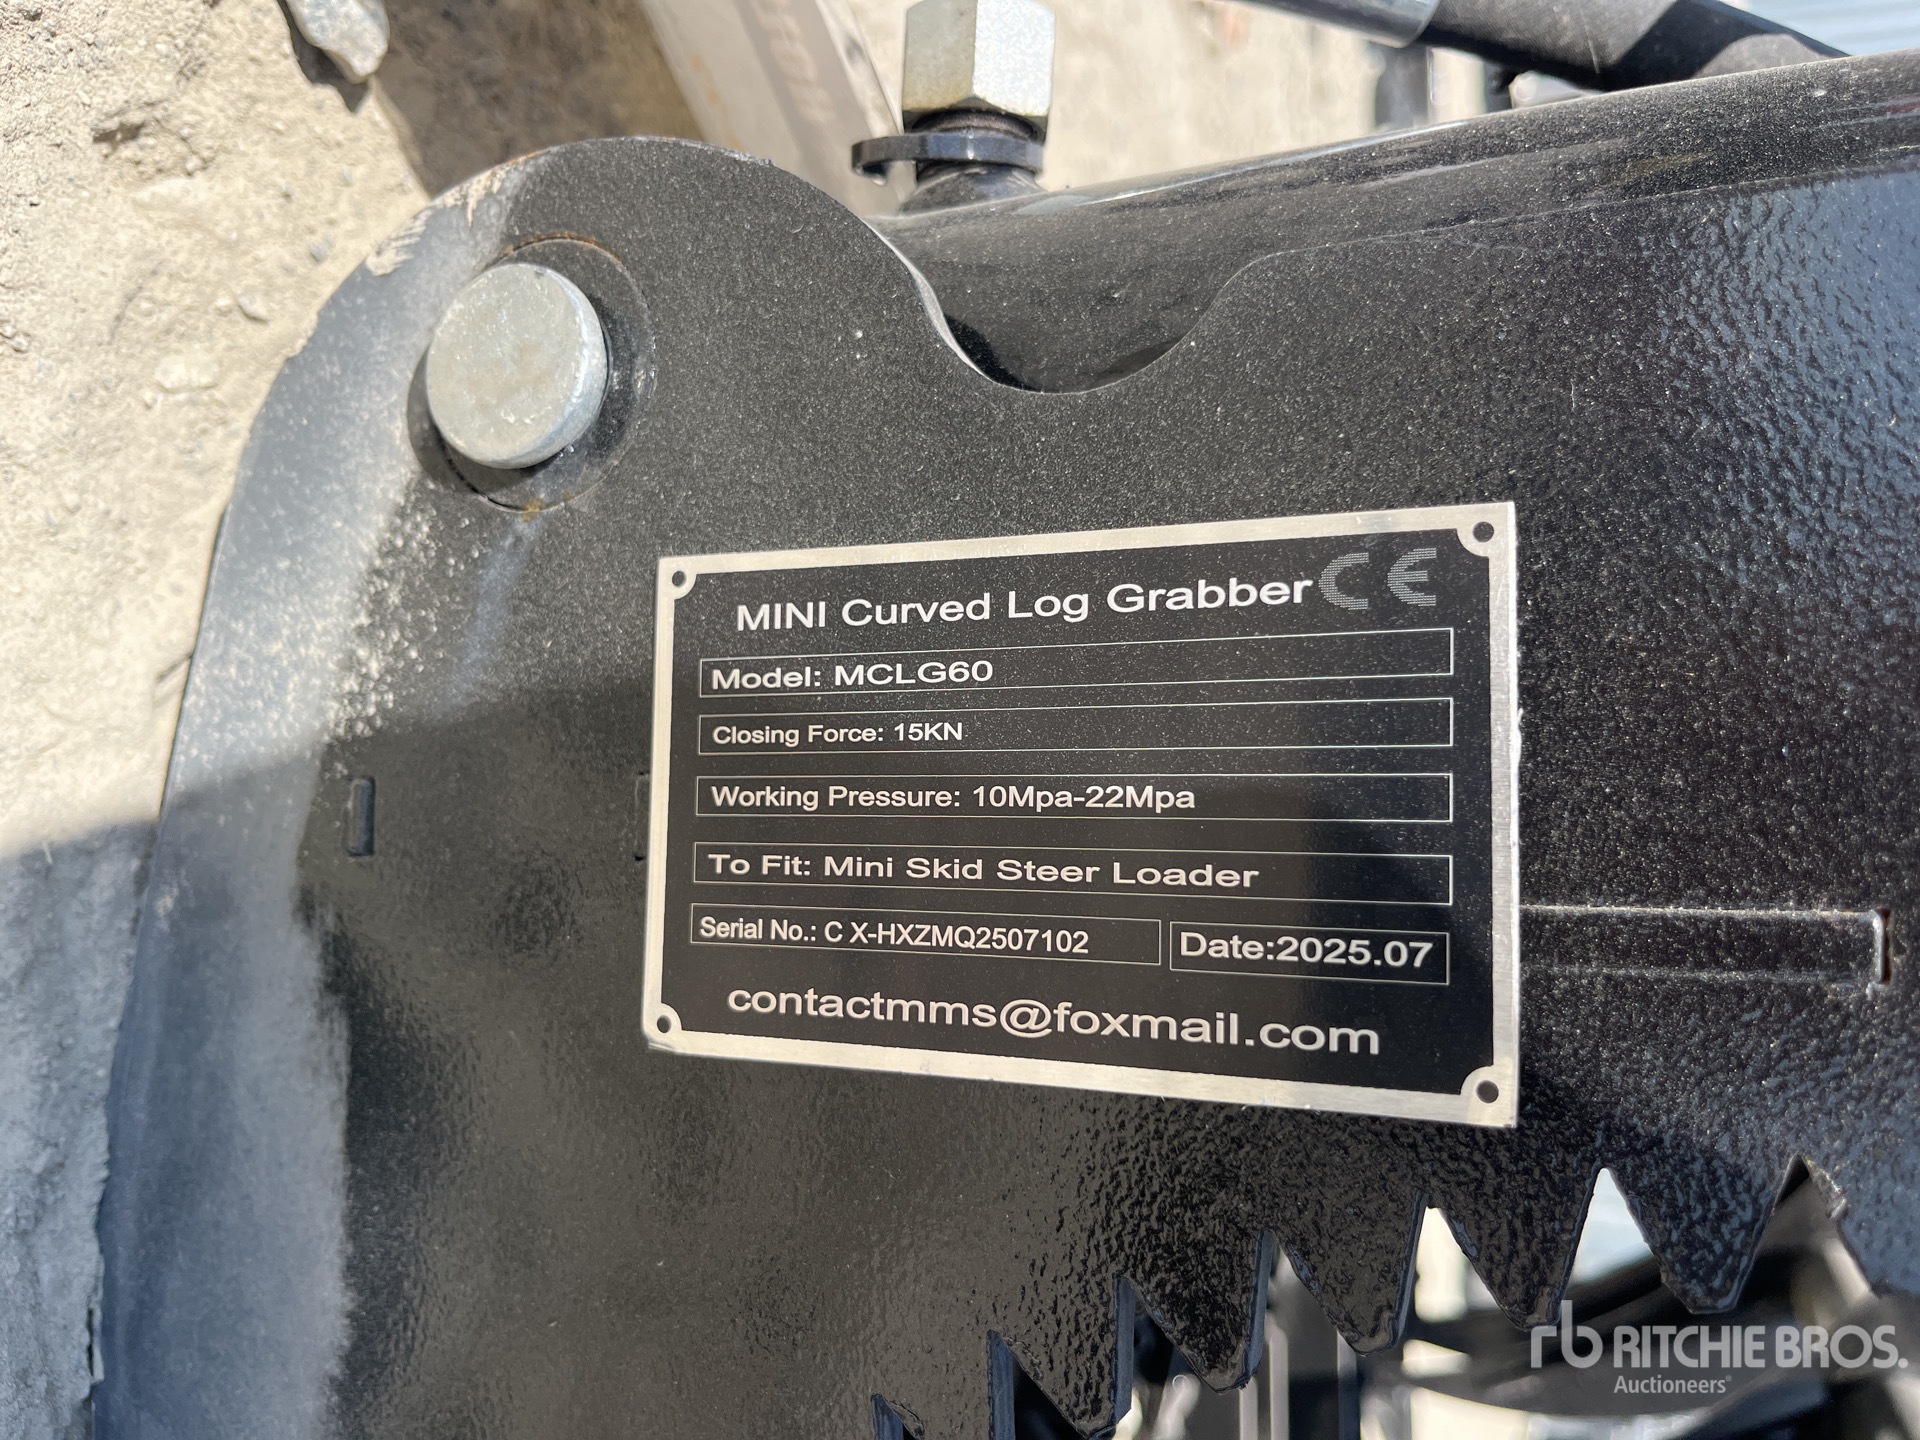 MINI Curved Log Grabber CE
Model: MCLG60
Closing Force: 15KN
Working Pressure: 10Mpa-22Mpa
To Fit: Mini Skid Steer Loader
Serial No.: C X-HXZMQ2507102
Date:2025.07
contactmms@foxmail.com
rb RITCHIE BROS.
Auctioneers